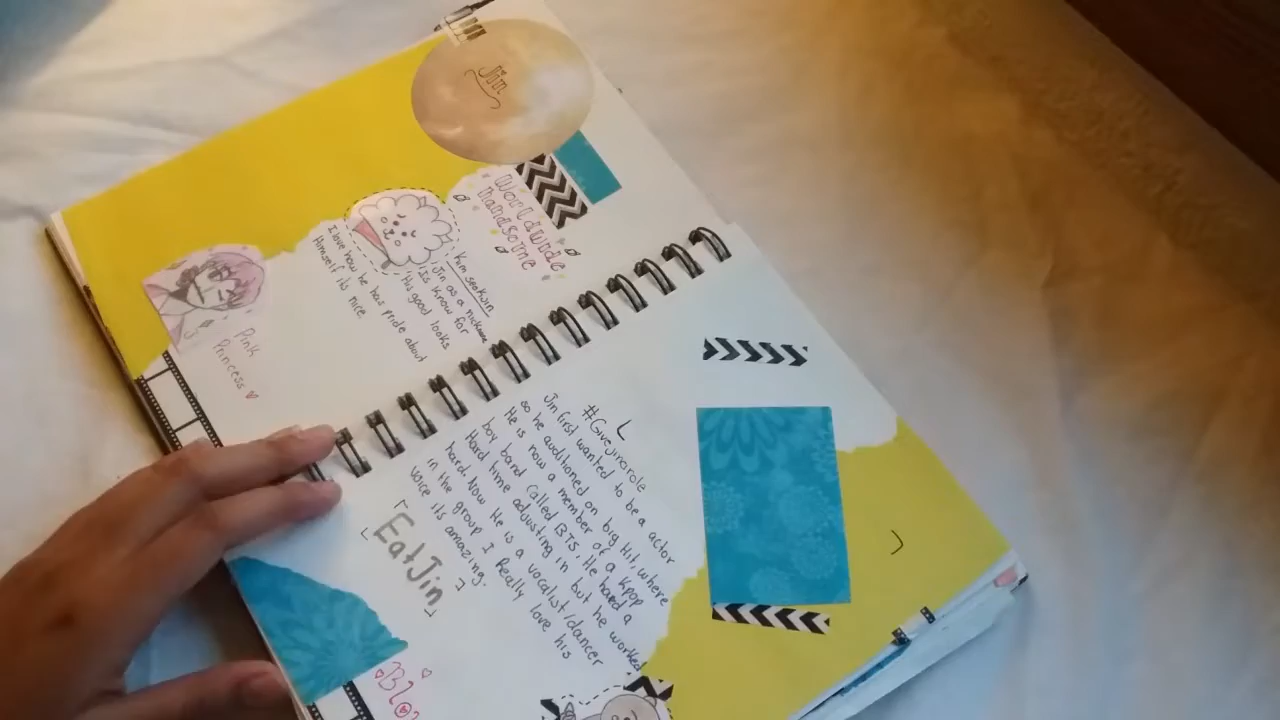 Jin
Worldwide
handsome
Kim seokjin
Jin as a nickname
Is know for
His good looks
I love how he has pride about
Himself its nice.
Pink
Princess
#Givejinarole
Jin first wanted to be a actor
so he auditioned on big Hit, where
He is now a member of a Kpop
boy band called BTS. He had a
Hard time adjusting in but he worked
hard. Now He is a vocalist/dancer
in the group I Really love his
voice its amazing.
EatJin